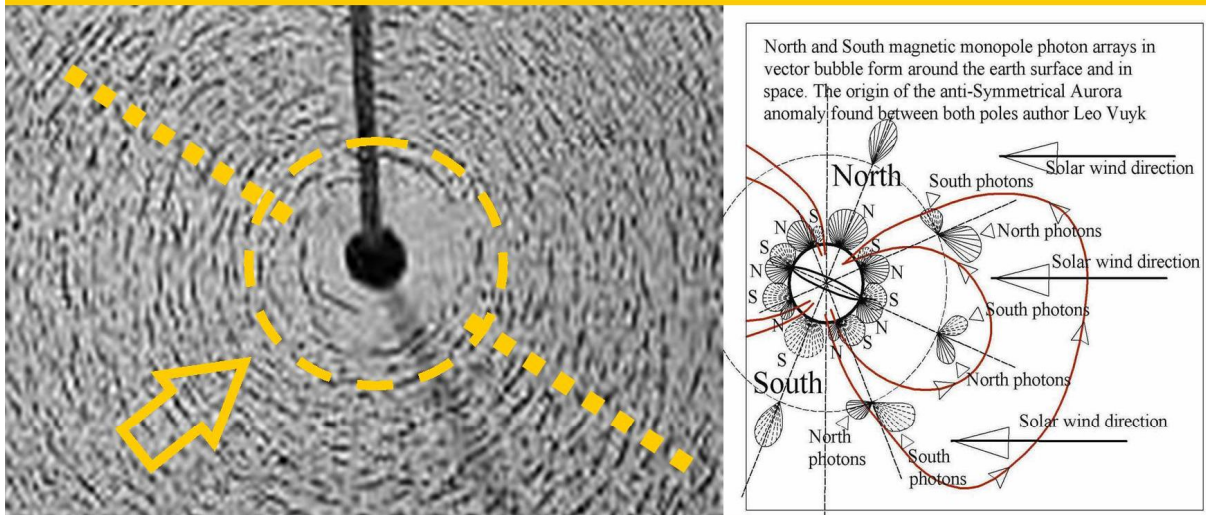 North and South magnetic monopole photon arrays in
vector bubble form around the earth surface and in
space. The origin of the anti-Symmetrical Aurora
anomaly found between both poles author Leo Vuyk
Solar wind direction
North
South photons
N
S
N
S
North photons
S
N
Solar wind direction
N
S
S
N
South photons
S
N
N
S
North photons
South
Solar wind direction
North
photons
South
photons